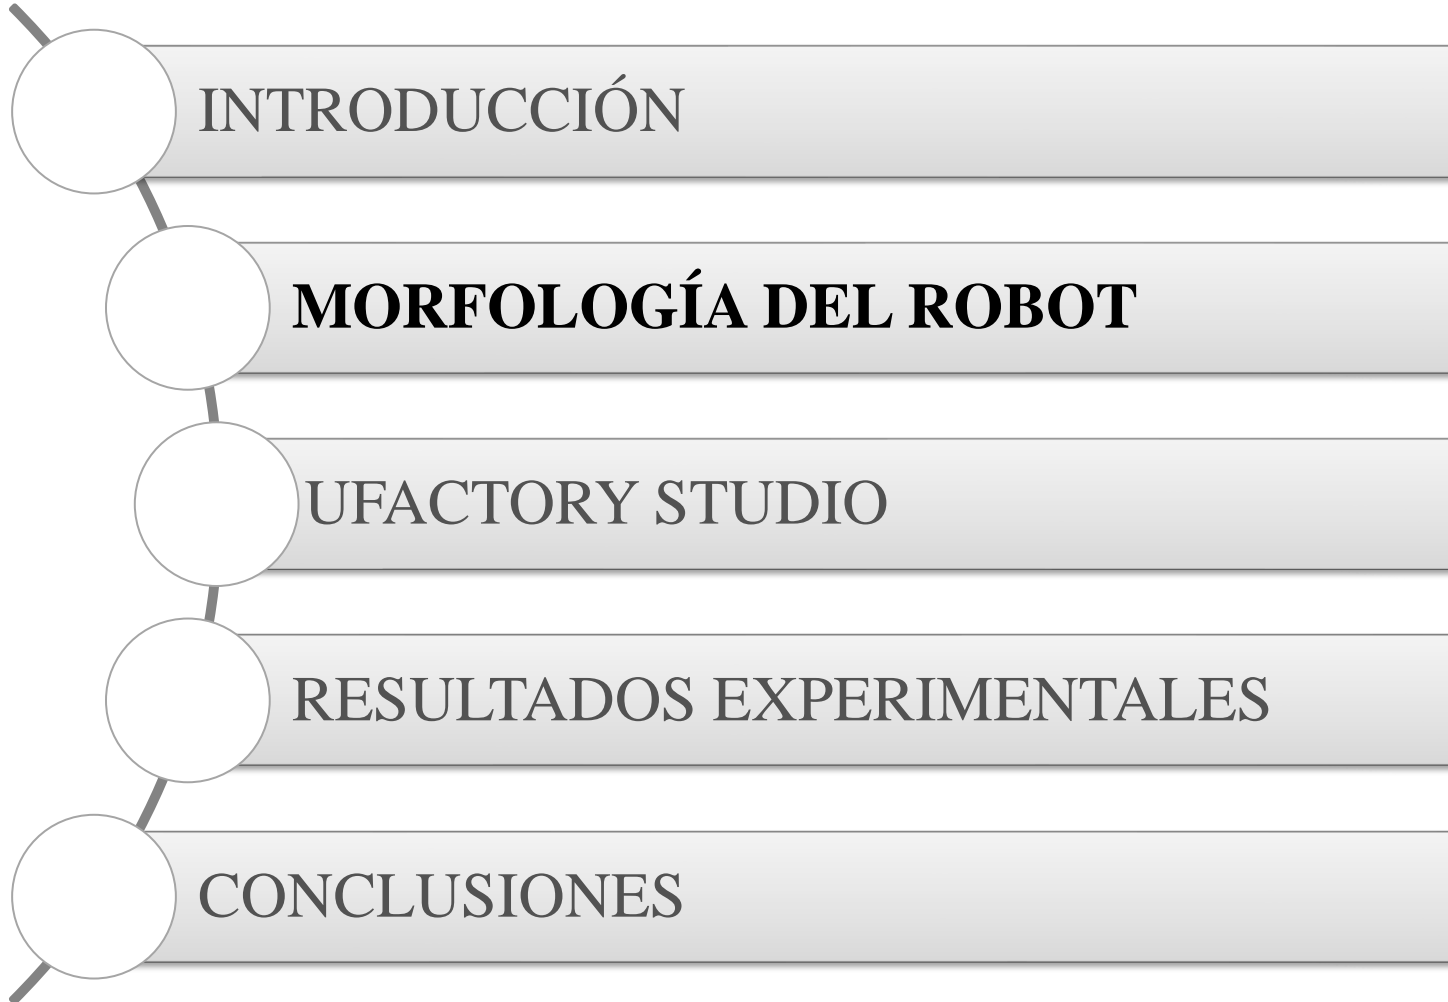 INTRODUCCIÓN
MORFOLOGÍA DEL ROBOT
UFACTORY STUDIO
RESULTADOS EXPERIMENTALES
CONCLUSIONES